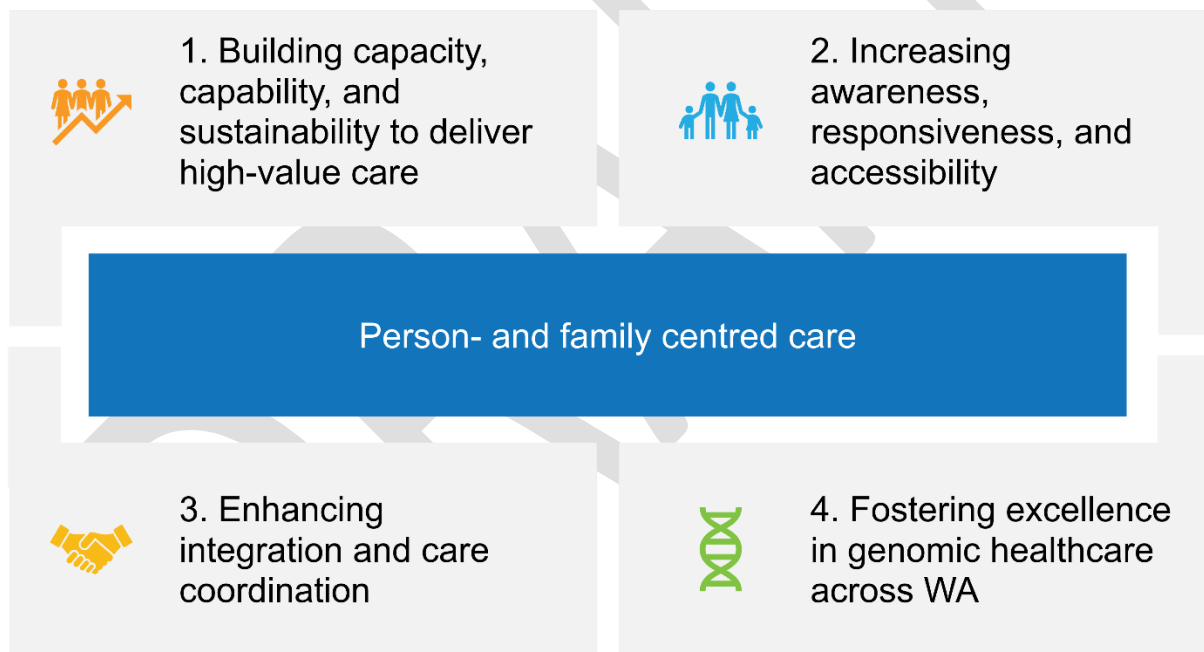 1. Building capacity,
capability, and
sustainability to deliver
high-value care
2. Increasing
awareness,
responsiveness, and
accessibility
Person- and family centred care
3. Enhancing
integration and care
coordination
4. Fostering excellence
in genomic healthcare
across WA